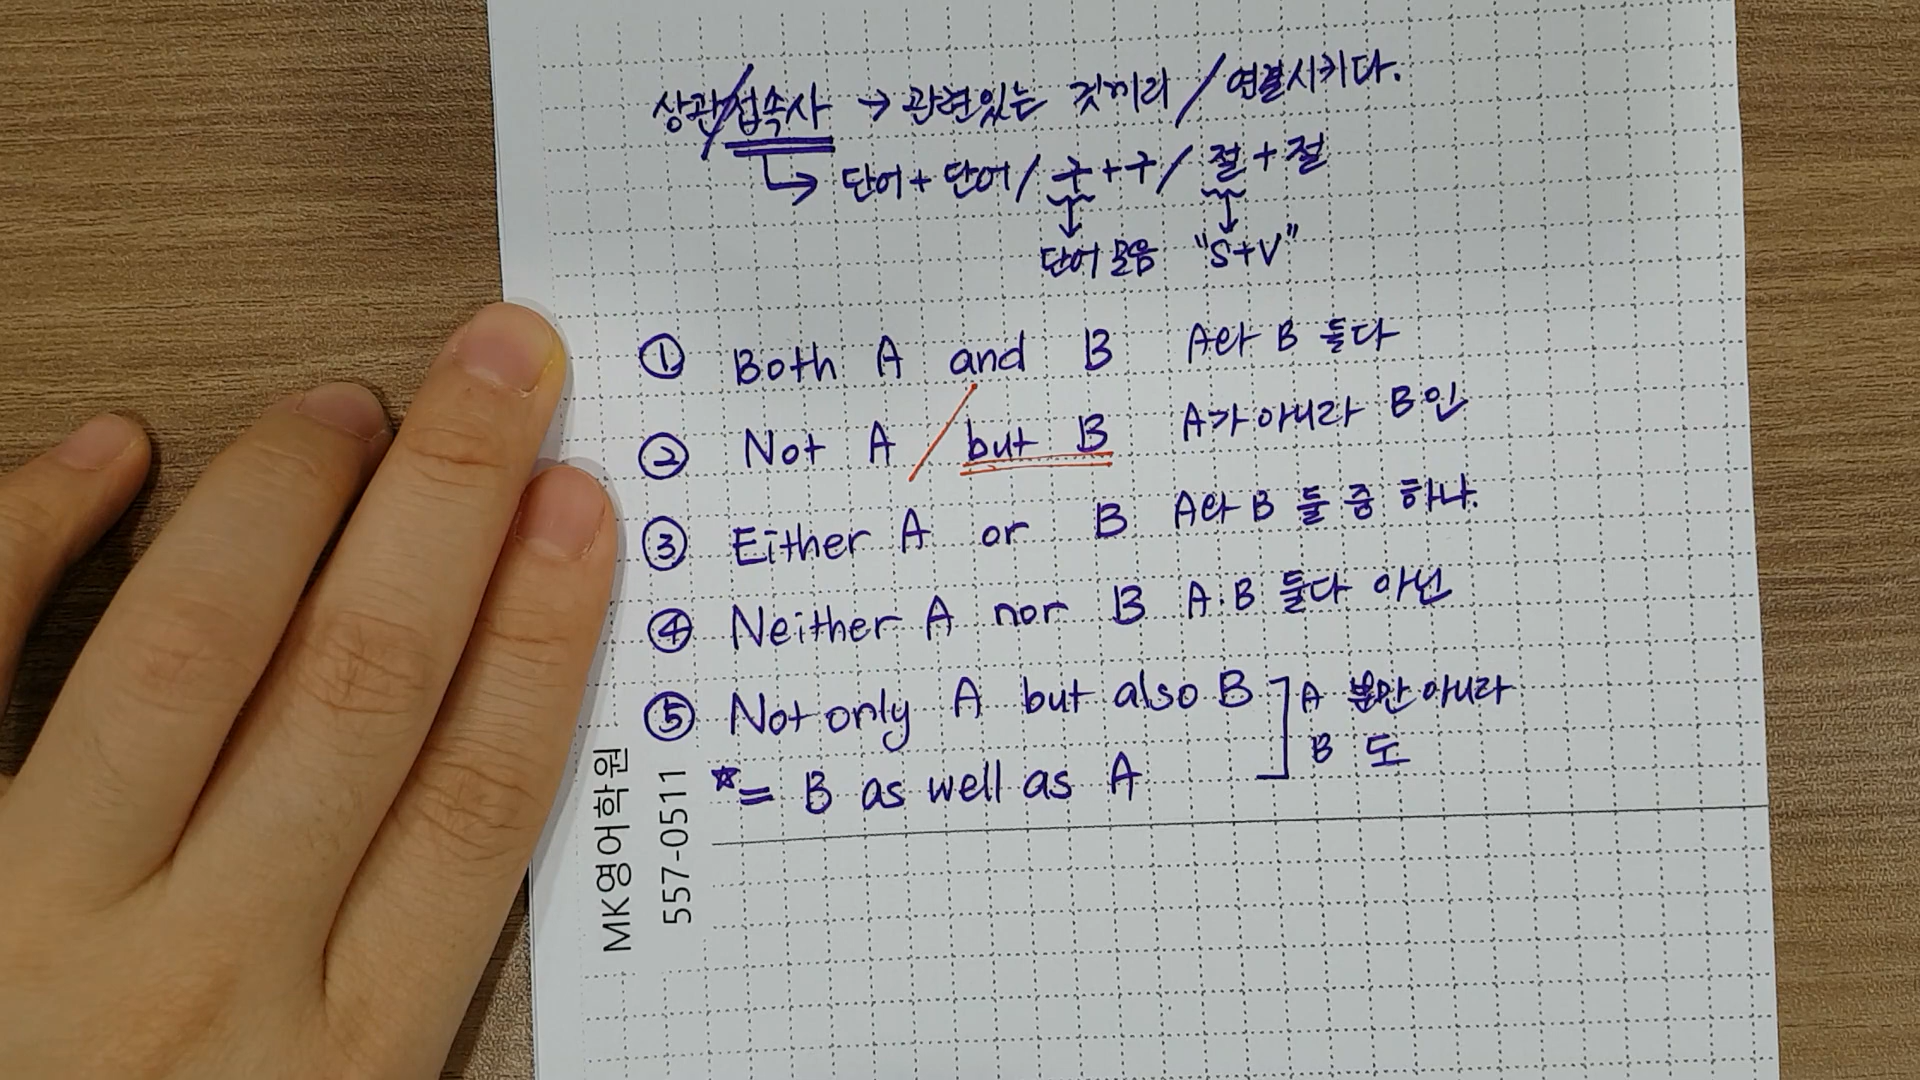 상관/접속사 → 관련있는 것끼리 / 연결시키다.
↳ 단어 + 단어 / 구 + 구 / 절 + 절
↓ ↓
단어 모음 "S+V"
① Both A and B A와 B 둘다
② Not A / but B A가 아니라 B인
③ Either A or B A와 B 둘 중 하나.
④ Neither A nor B A·B 둘다 아닌
⑤ Not only A but also B ] A 뿐만 아니라
B 도
☆= B as well as A
MK영어학원
557-0511